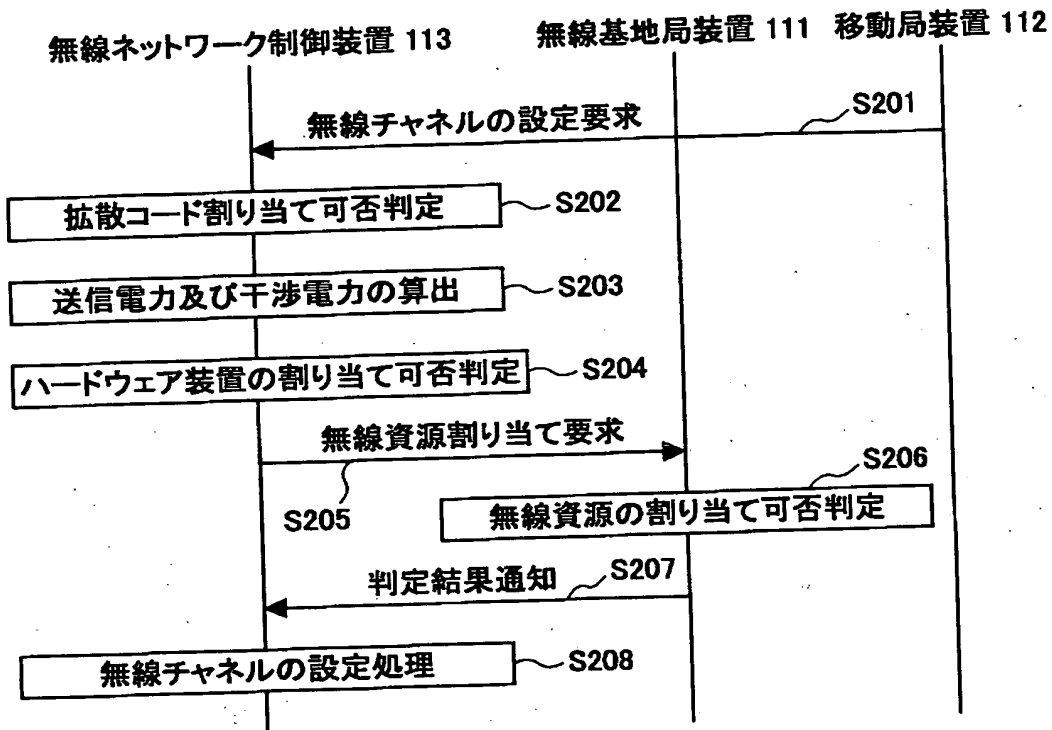 無線ネットワーク制御装置 113
無線基地局装置 111
移動局装置 112
S201
無線チャネルの設定要求
拡散コード割り当て可否判定
S202
送信電力及び干渉電力の算出
S203
ハードウェア装置の割り当て可否判定
S204
無線資源割り当て要求
S205
S206
無線資源の割り当て可否判定
S207
判定結果通知
無線チャネルの設定処理
S208